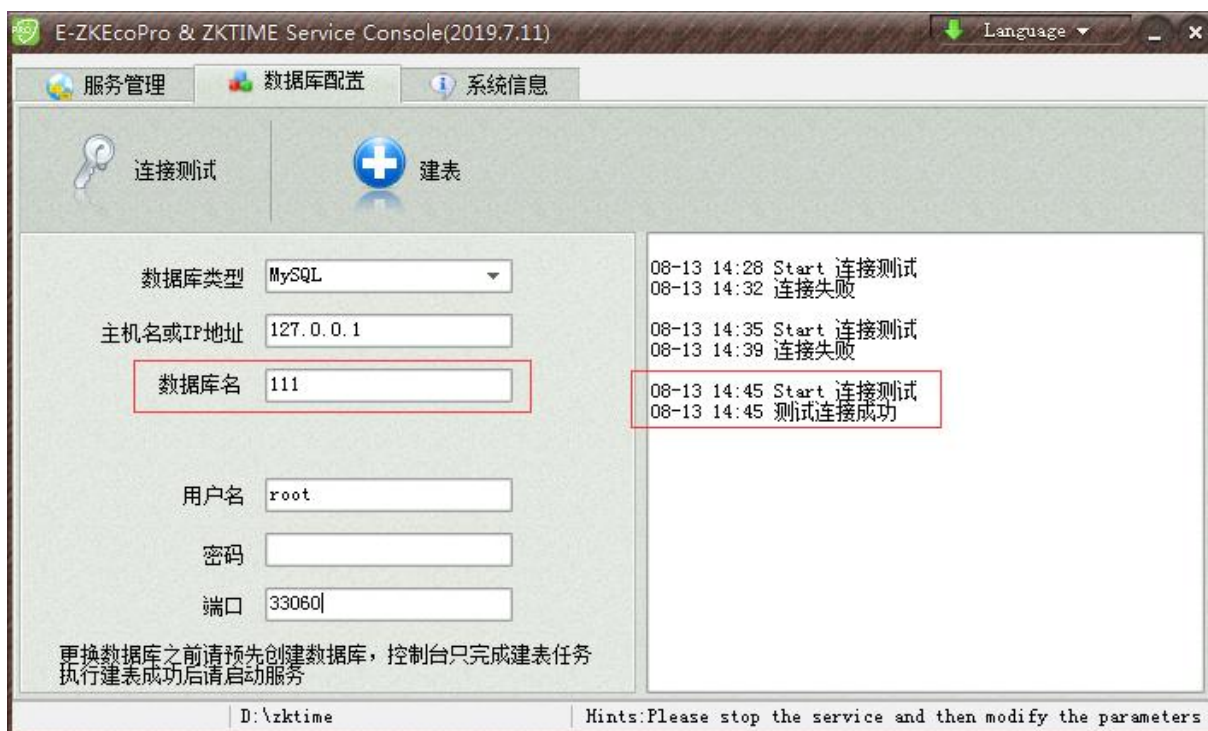 E-ZKEcoPro & ZKTIME Service Console(2019.7.11)
Language
服务管理
数据库配置
系统信息
连接测试
建表
数据库类型 MySQL
主机名或IP地址 127.0.0.1
数据库名 111
用户名 root
密码
端口 33060
更换数据库之前请预先创建数据库，控制台只完成建表任务
执行建表成功后请启动服务
08-13 14:28 Start 连接测试
08-13 14:32 连接失败
08-13 14:35 Start 连接测试
08-13 14:39 连接失败
08-13 14:45 Start 连接测试
08-13 14:45 测试连接成功
D:\zktime
Hints:Please stop the service and then modify the parameters